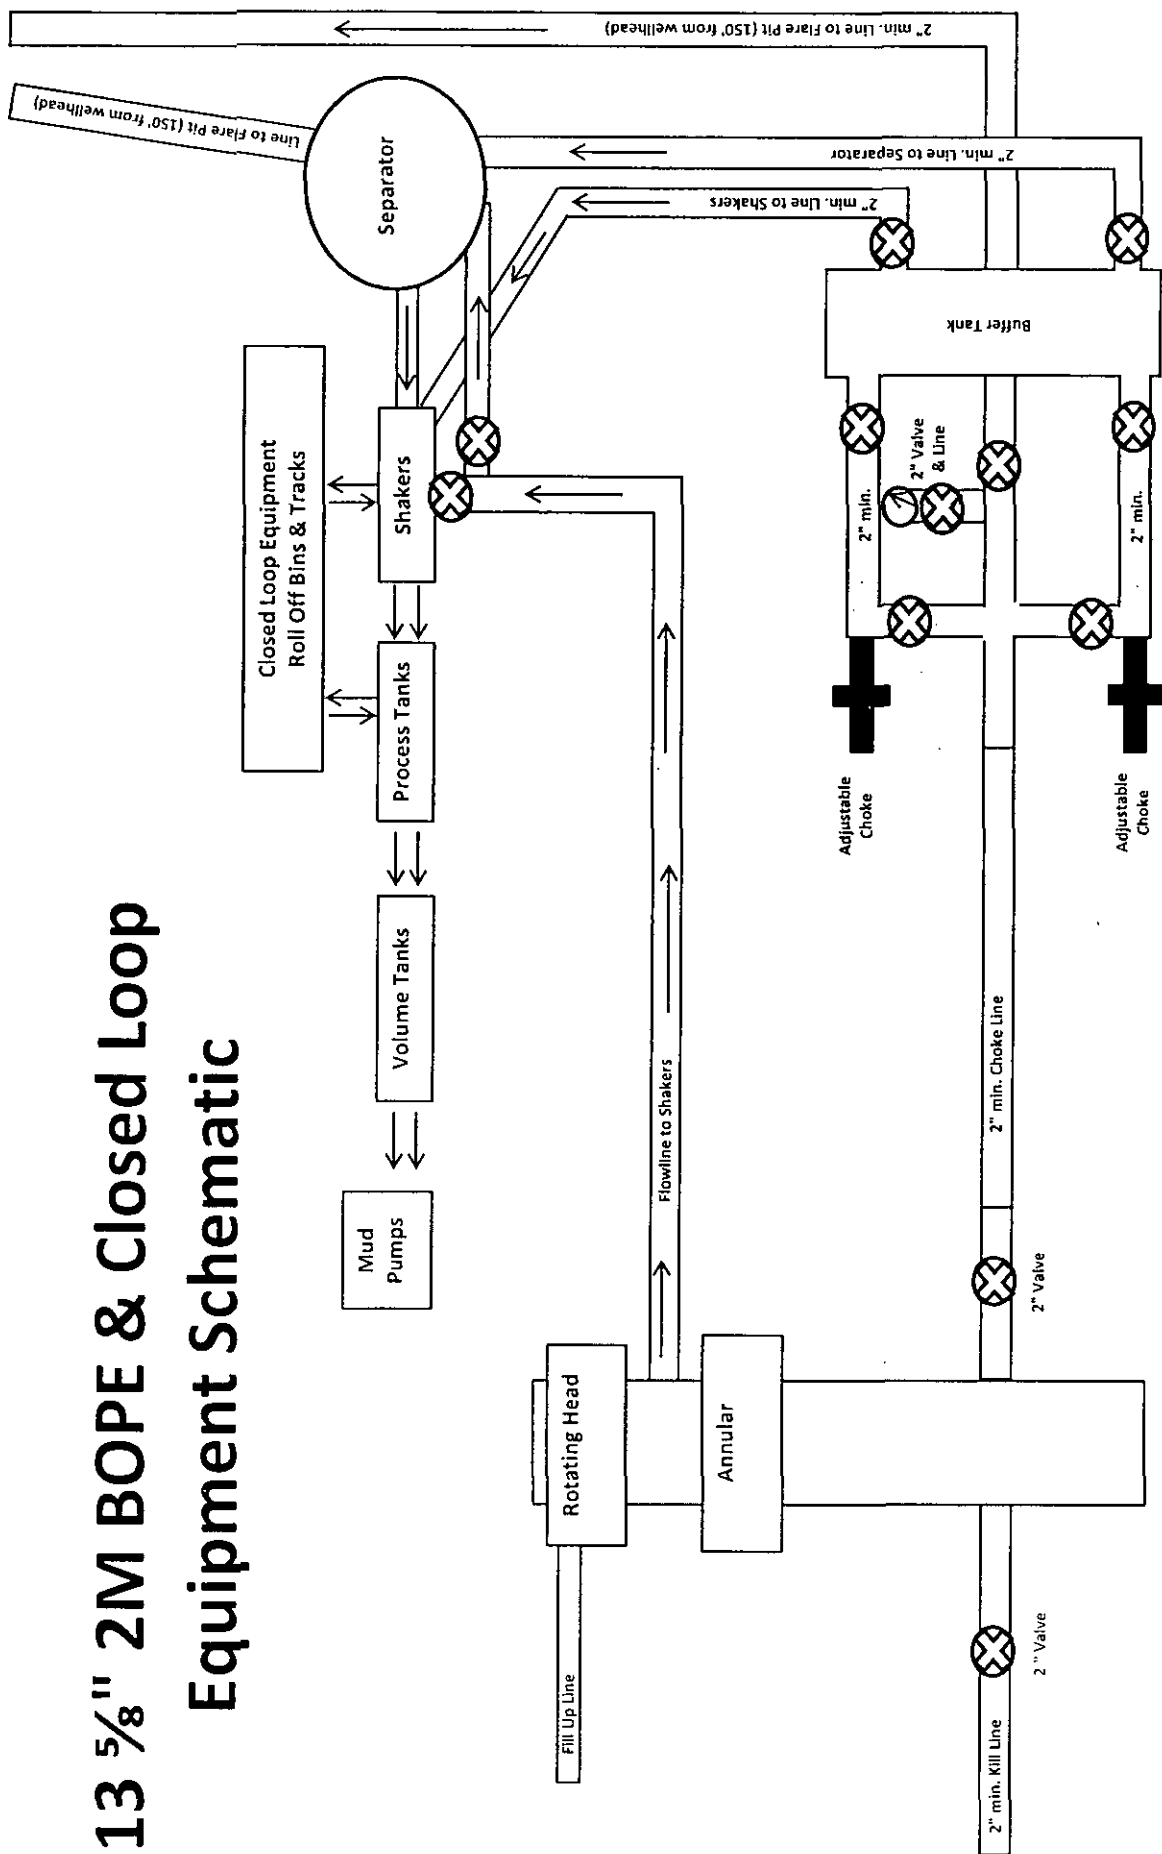 13 ⅝" 2M BOPE & Closed Loop
Equipment Schematic
Closed Loop Equipment
Roll Off Bins & Tracks
Mud
Pumps
Volume Tanks
Process Tanks
Shakers
Separator
Line to Flare Pit (150' from wellhead)
2" min. Line to Flare Pit (150' from wellhead)
2" min. Line to Separator
2" min. Line to Shakers
Fill Up Line
Rotating Head
Flowline to Shakers
Annular
2" min. Kill Line
2" Valve
2" Valve
2" min. Choke Line
Adjustable
Choke
Adjustable
Choke
2" min.
2" Valve
& Line
2" min.
Buffer Tank